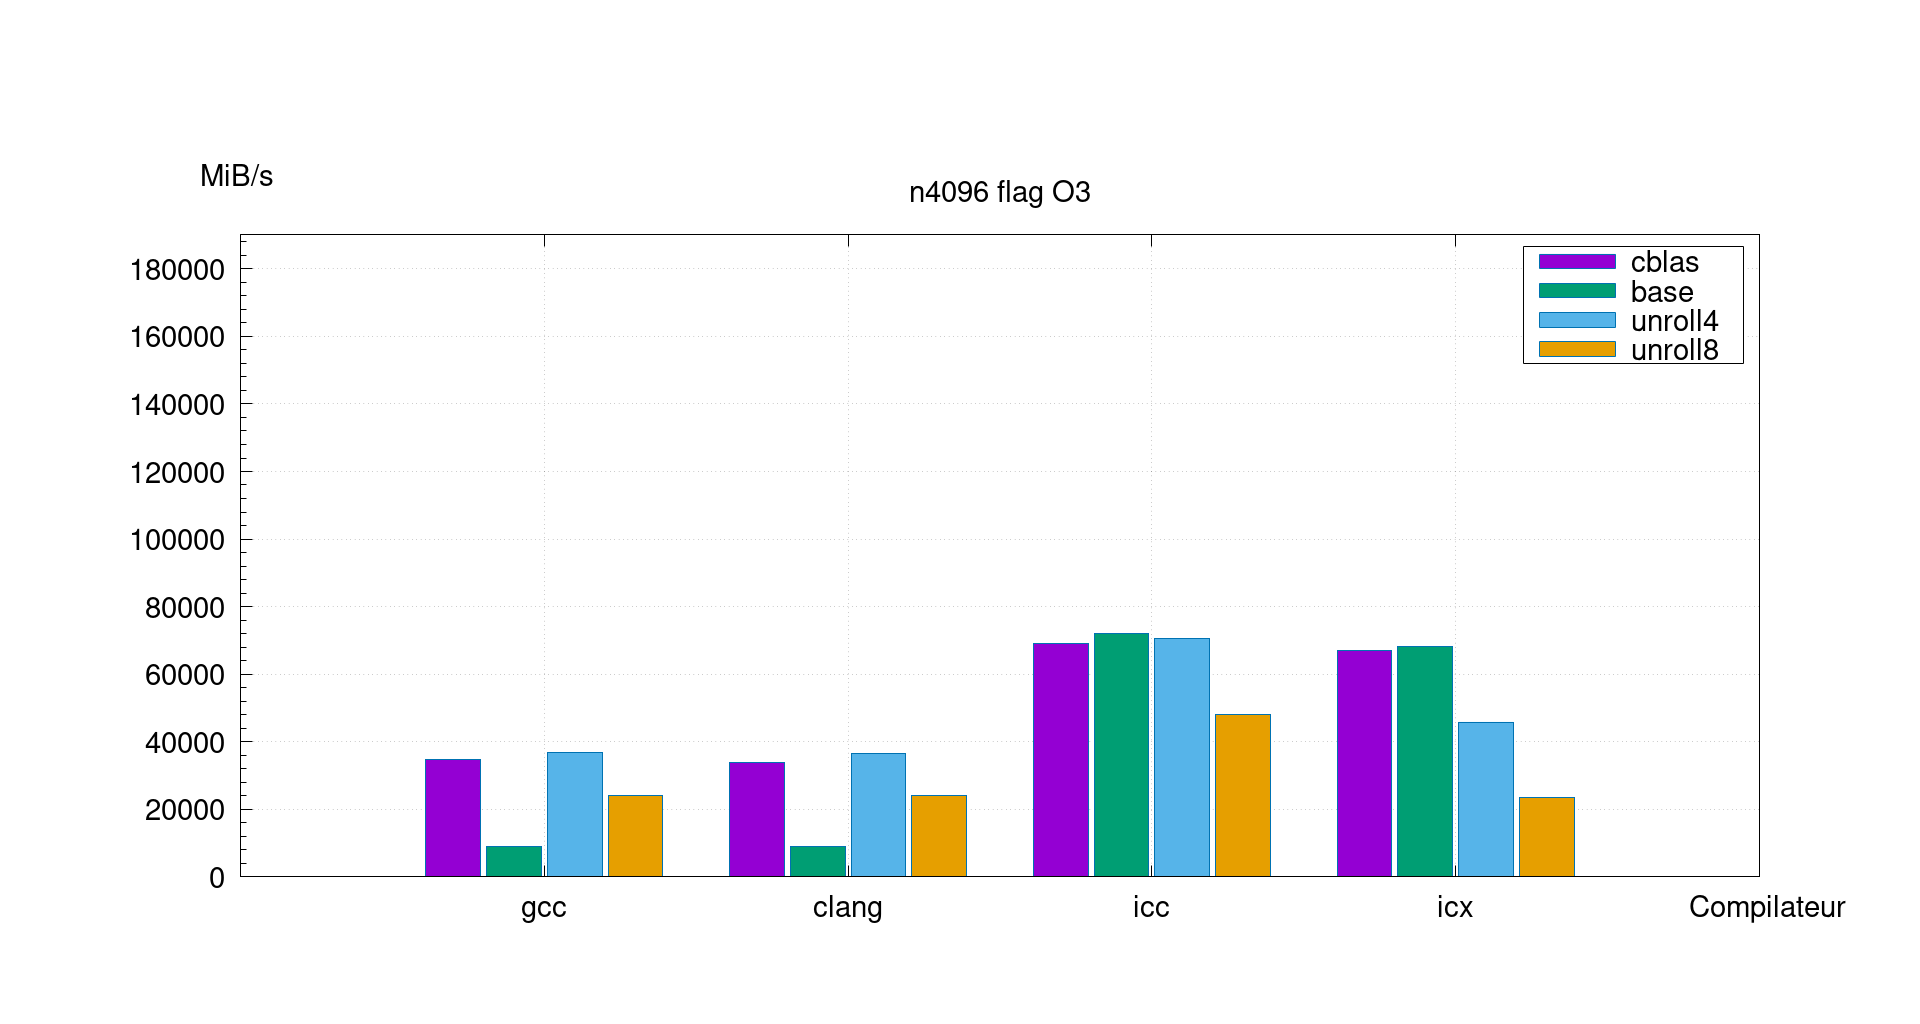 MiB/s
n4096 flag O3
180000
160000
140000
120000
100000
80000
60000
40000
20000
0
cblas
base
unroll4
unroll8
gcc
clang
icc
icx
Compilateur